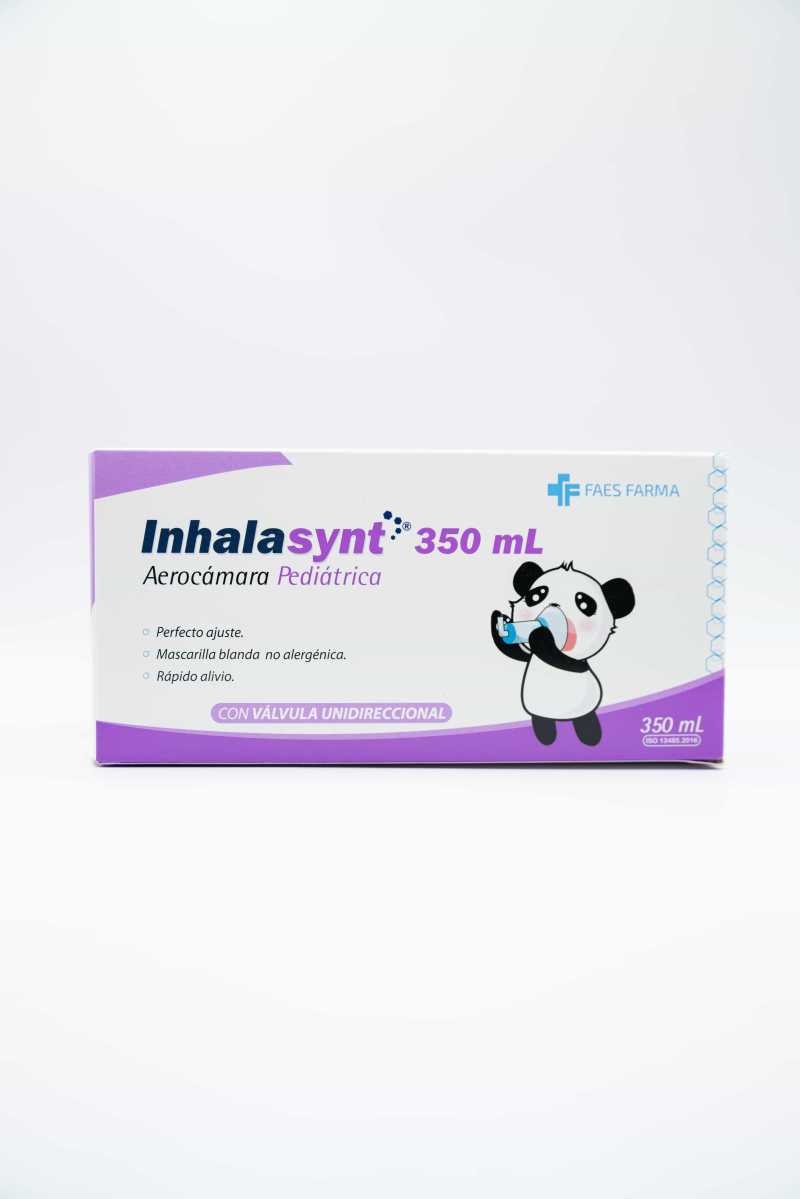 FAES FARMA
Inhalasynt® 350 mL
Aerocámara Pediátrica
Perfecto ajuste.
Mascarilla blanda no alergénica.
Rápido alivio.
CON VÁLVULA UNIDIRECCIONAL
350 mL
ISO 13485:2016